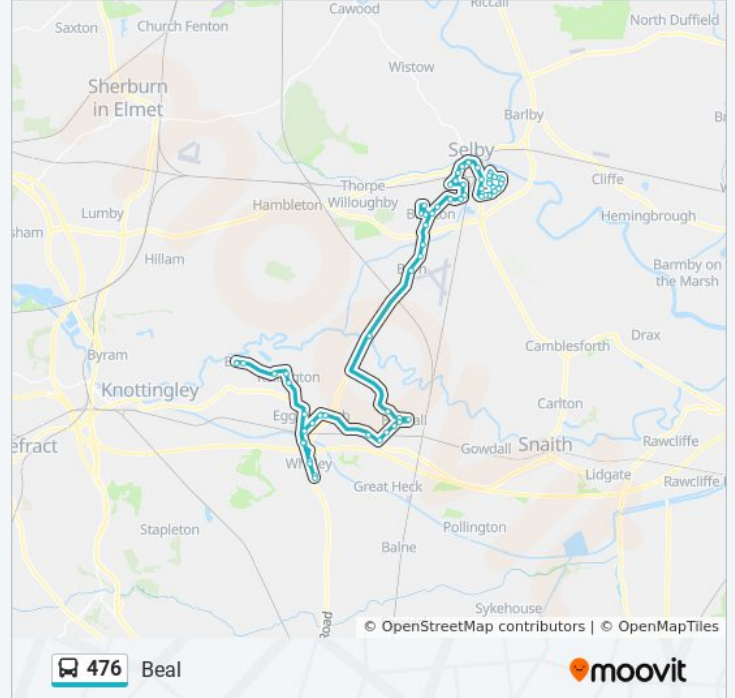 Cawood
Riccall
Saxton
Church Fenton
North Duffield
Wistow
Sherburn
in Elmet
Barlby
Selby
Cliffe
Thorpe
Willoughby
Hambleton
Lumby
Hemingbrough
Hillam
Barmby on
the Marsh
Drax
Camblesforth
Byram
Knottingley
Carlton
Snaith
Rawcliffe
Gowdall
Lidgate
Great Heck
Rawcliffe
Pollington
Stapleton
Balne
Sykehouse
Road
© OpenStreetMap contributors | © OpenMapTiles
476 Beal
moovit